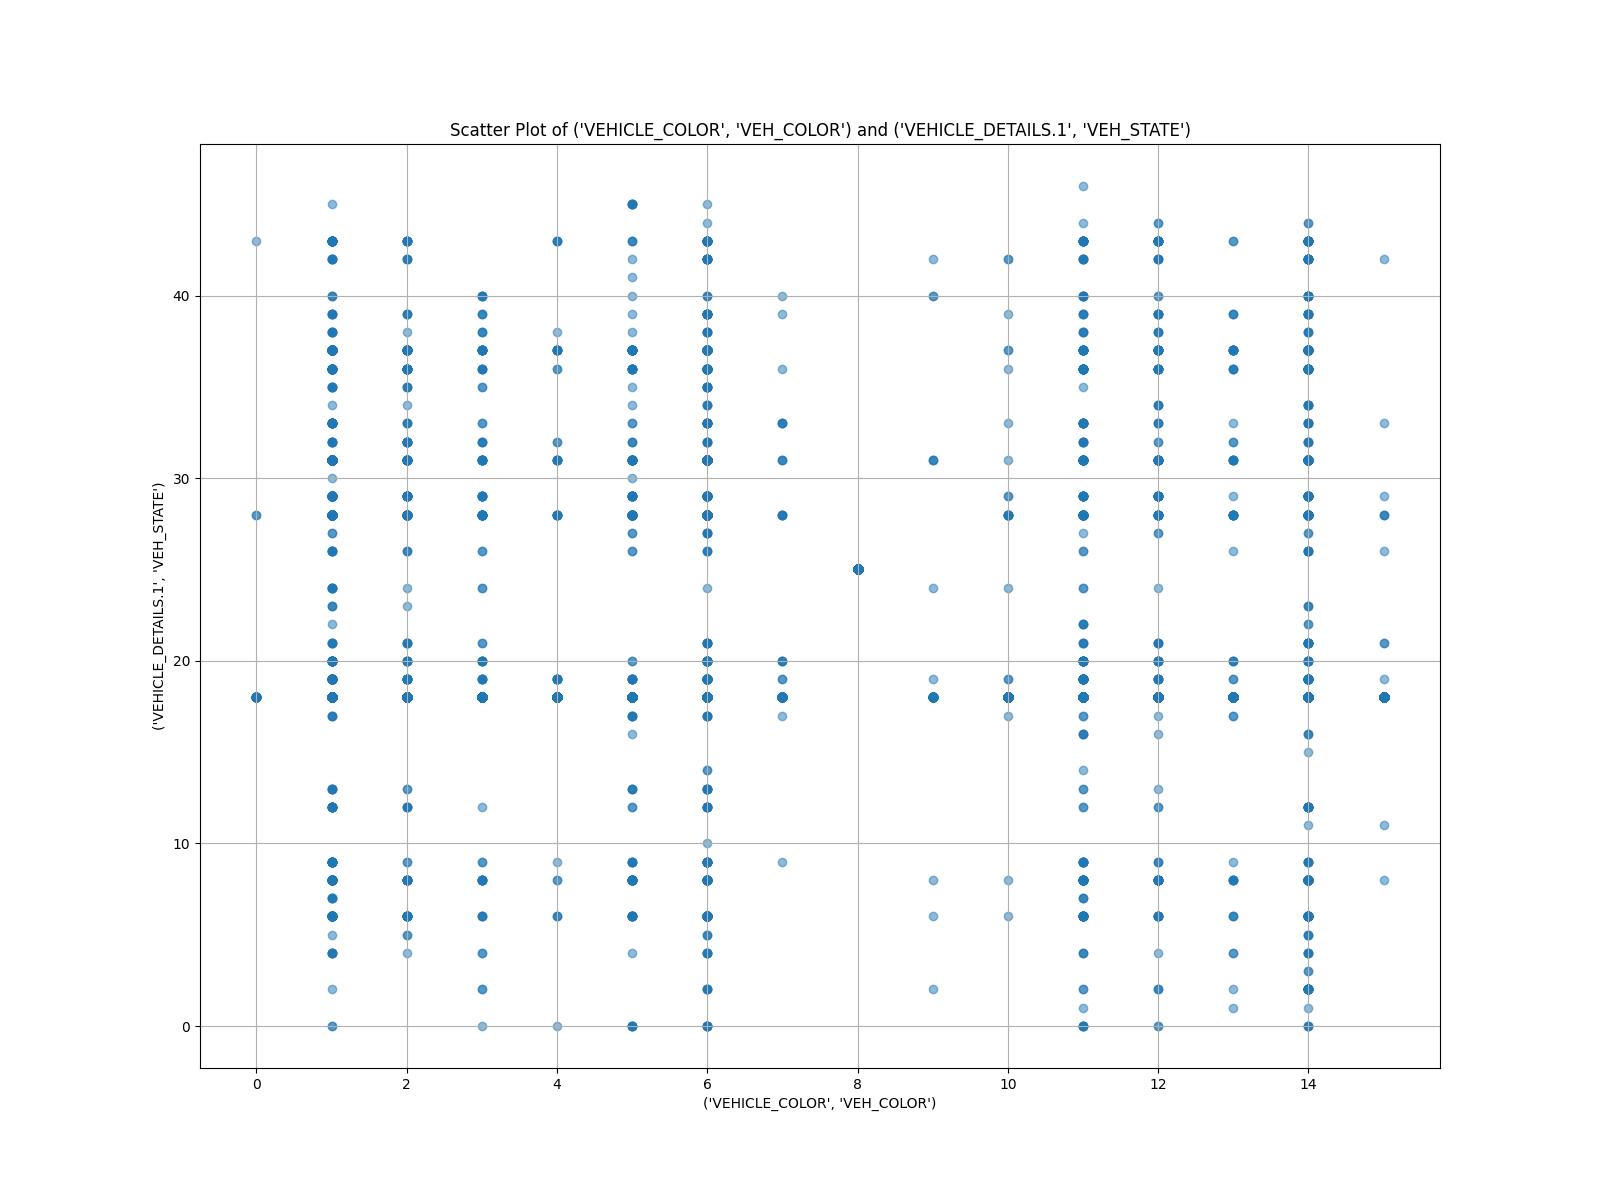 Scatter Plot of ('VEHICLE_COLOR', 'VEH_COLOR') and ('VEHICLE_DETAILS.1', 'VEH_STATE')
('VEHICLE_DETAILS.1', 'VEH_STATE')
40
30
20
10
0
0 2 4 6 8 10 12 14
('VEHICLE_COLOR', 'VEH_COLOR')